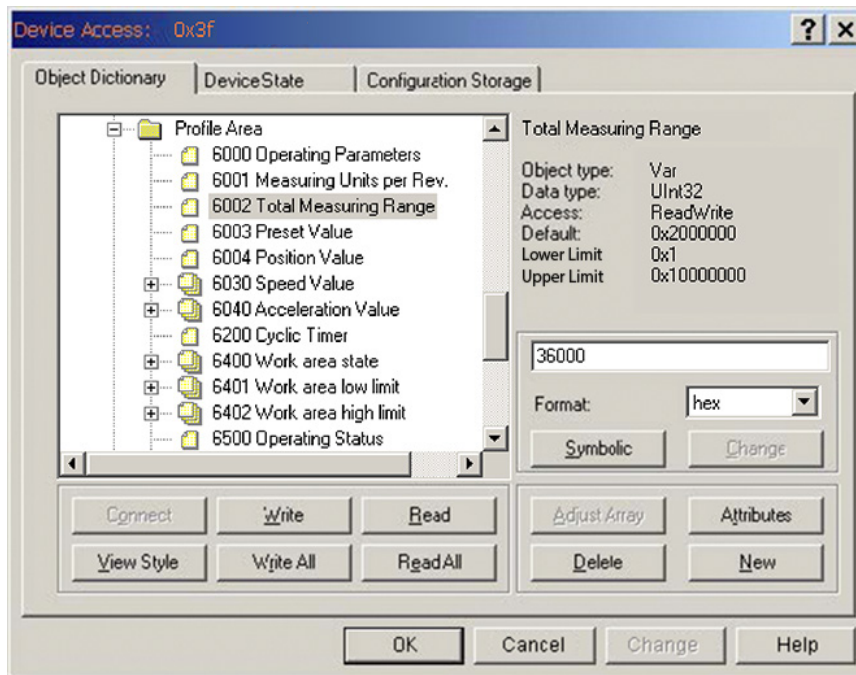 Device Access: 0x3f
Object Dictionary
DeviceState
Configuration Storage
Profile Area
6000 Operating Parameters
6001 Measuring Units per Rev.
6002 Total Measuring Range
6003 Preset Value
6004 Position Value
6030 Speed Value
6040 Acceleration Value
6200 Cyclic Timer
6400 Work area state
6401 Work area low limit
6402 Work area high limit
6500 Operating Status
Total Measuring Range
Object type: Var
Data type: UInt32
Access: ReadWrite
Default: 0x2000000
Lower Limit 0x1
Upper Limit 0x10000000
36000
Format: hex
Symbolic Change
Connect Write Read
View Style Write All Read All
Adjust Array Attributes
Delete New
OK Cancel Change Help